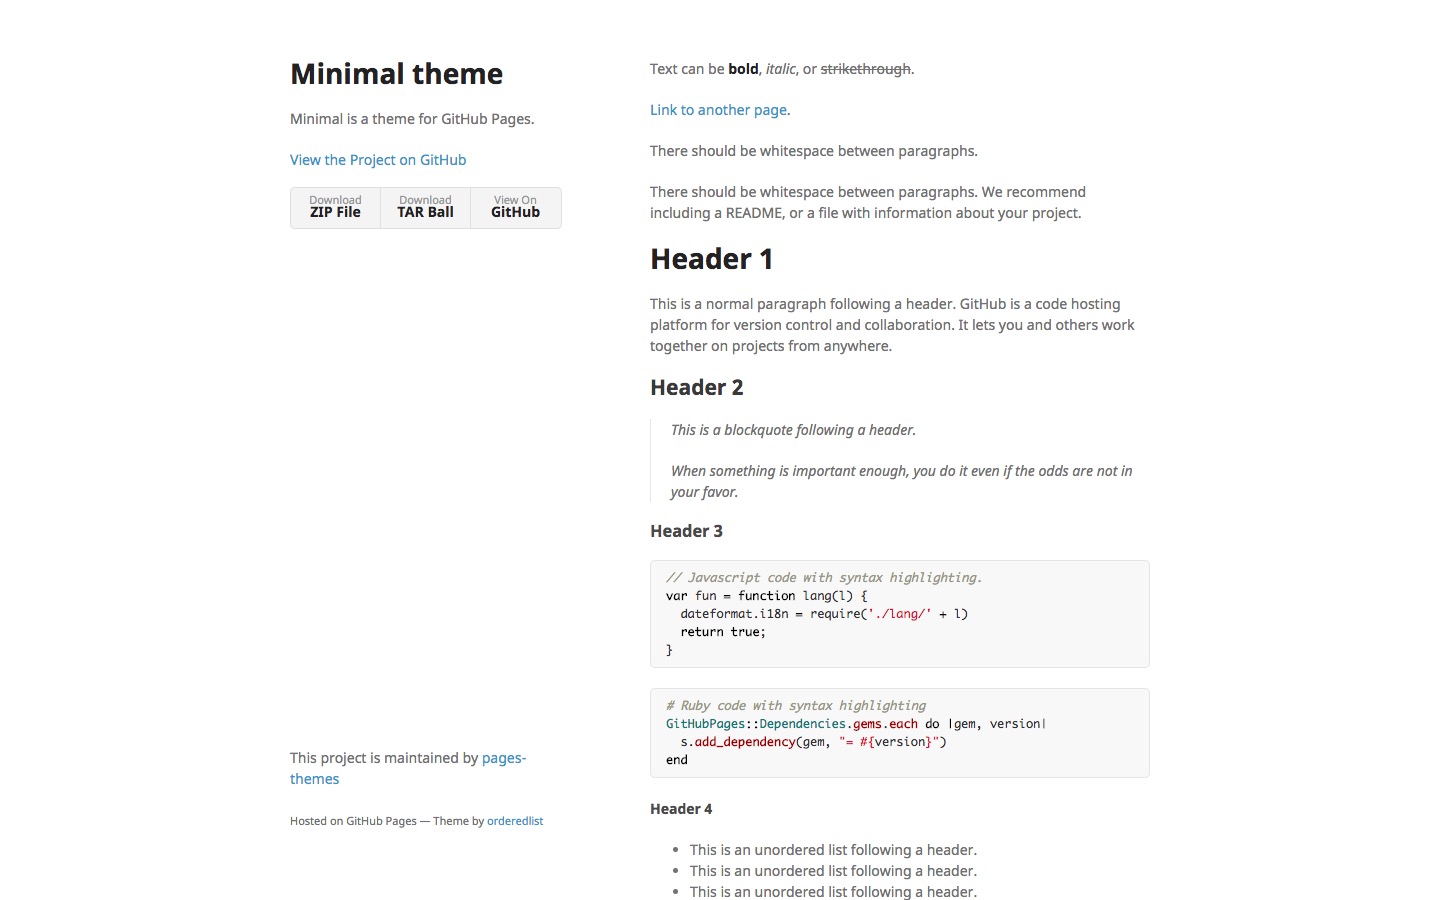 Minimal theme
Minimal is a theme for GitHub Pages.
View the Project on GitHub
Download
ZIP File
Download
TAR Ball
View On
GitHub
This project is maintained by pages-
themes
Hosted on GitHub Pages — Theme by orderedlist
Text can be bold, italic, or strikethrough.
Link to another page.
There should be whitespace between paragraphs.
There should be whitespace between paragraphs. We recommend
including a README, or a file with information about your project.
Header 1
This is a normal paragraph following a header. GitHub is a code hosting
platform for version control and collaboration. It lets you and others work
together on projects from anywhere.
Header 2
This is a blockquote following a header.
When something is important enough, you do it even if the odds are not in
your favor.
Header 3
// Javascript code with syntax highlighting.
var fun = function lang(l) {
  dateformat.i18n = require('./lang/' + l)
  return true;
}
# Ruby code with syntax highlighting
GitHubPages::Dependencies.gems.each do |gem, version|
  s.add_dependency(gem, "= #{version}")
end
Header 4
• This is an unordered list following a header.
• This is an unordered list following a header.
• This is an unordered list following a header.